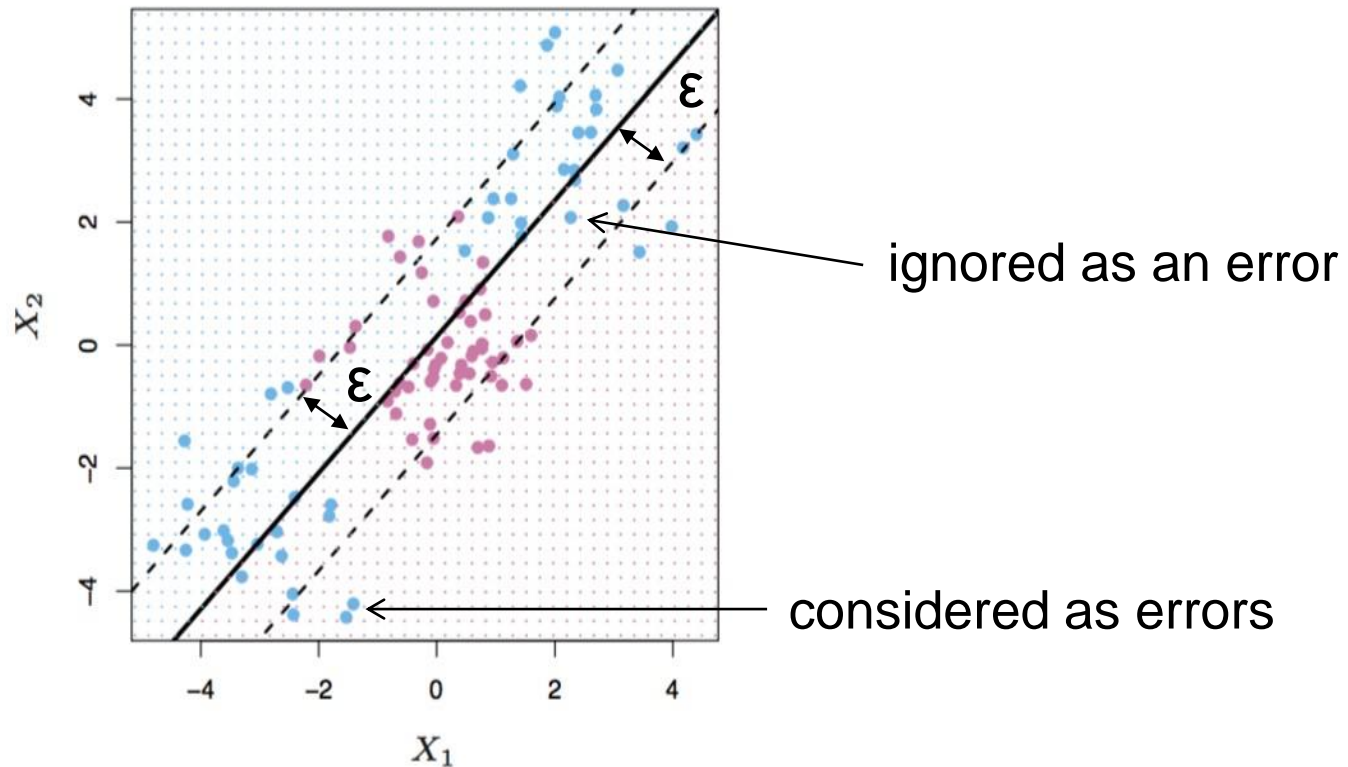 4
2
0
−2
−4
X₂
ε
ε
ignored as an error
considered as errors
−4 −2 0 2 4
X₁